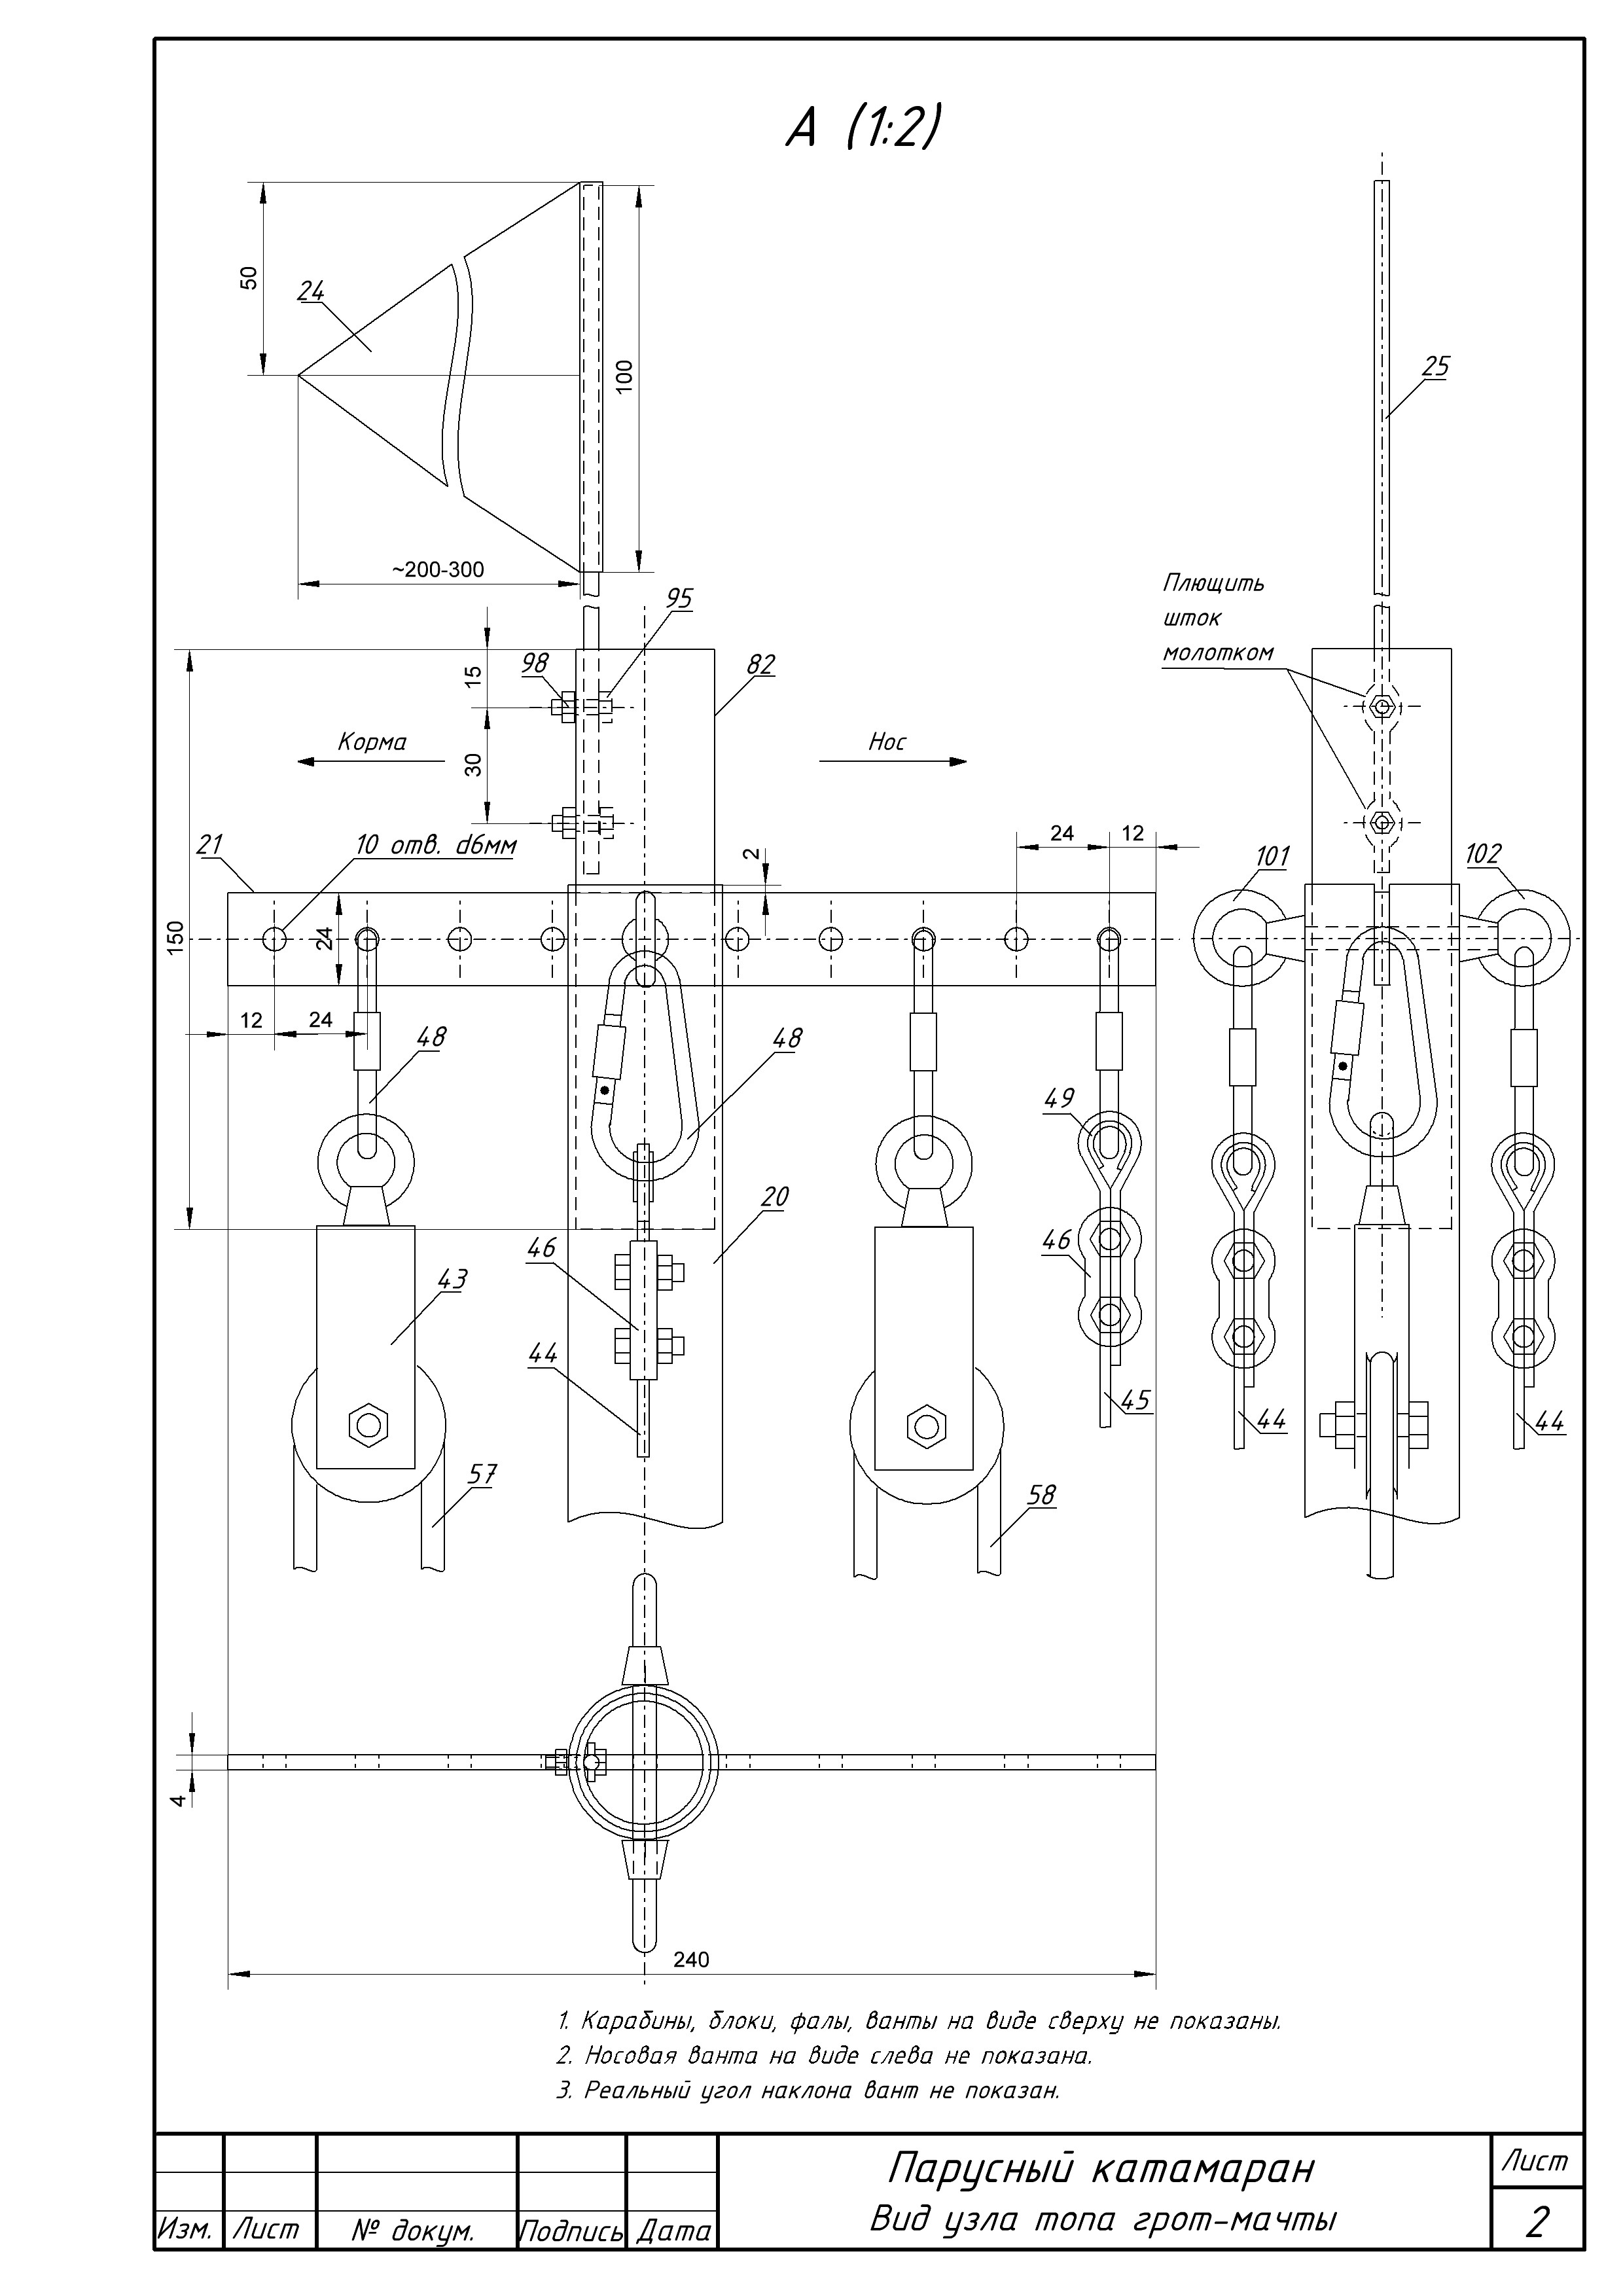 А (1:2)
50
24
100
25
~200-300
Плющить
шток
молотком
95
98
82
15
30
Корма
Нос
21
10 отв. d6мм
2
24
12
101
102
150
24
12
24
48
48
49
20
46
46
43
44
45
44
44
57
58
4
240
1. Карабины, блоки, фалы, ванты на виде сверху не показаны.
2. Носовая ванта на виде слева не показана.
3. Реальный угол наклона вант не показан.
Парусный катамаран
Вид узла топа грот-мачты
Лист
2
Изм. Лист № докум. Подпись Дата